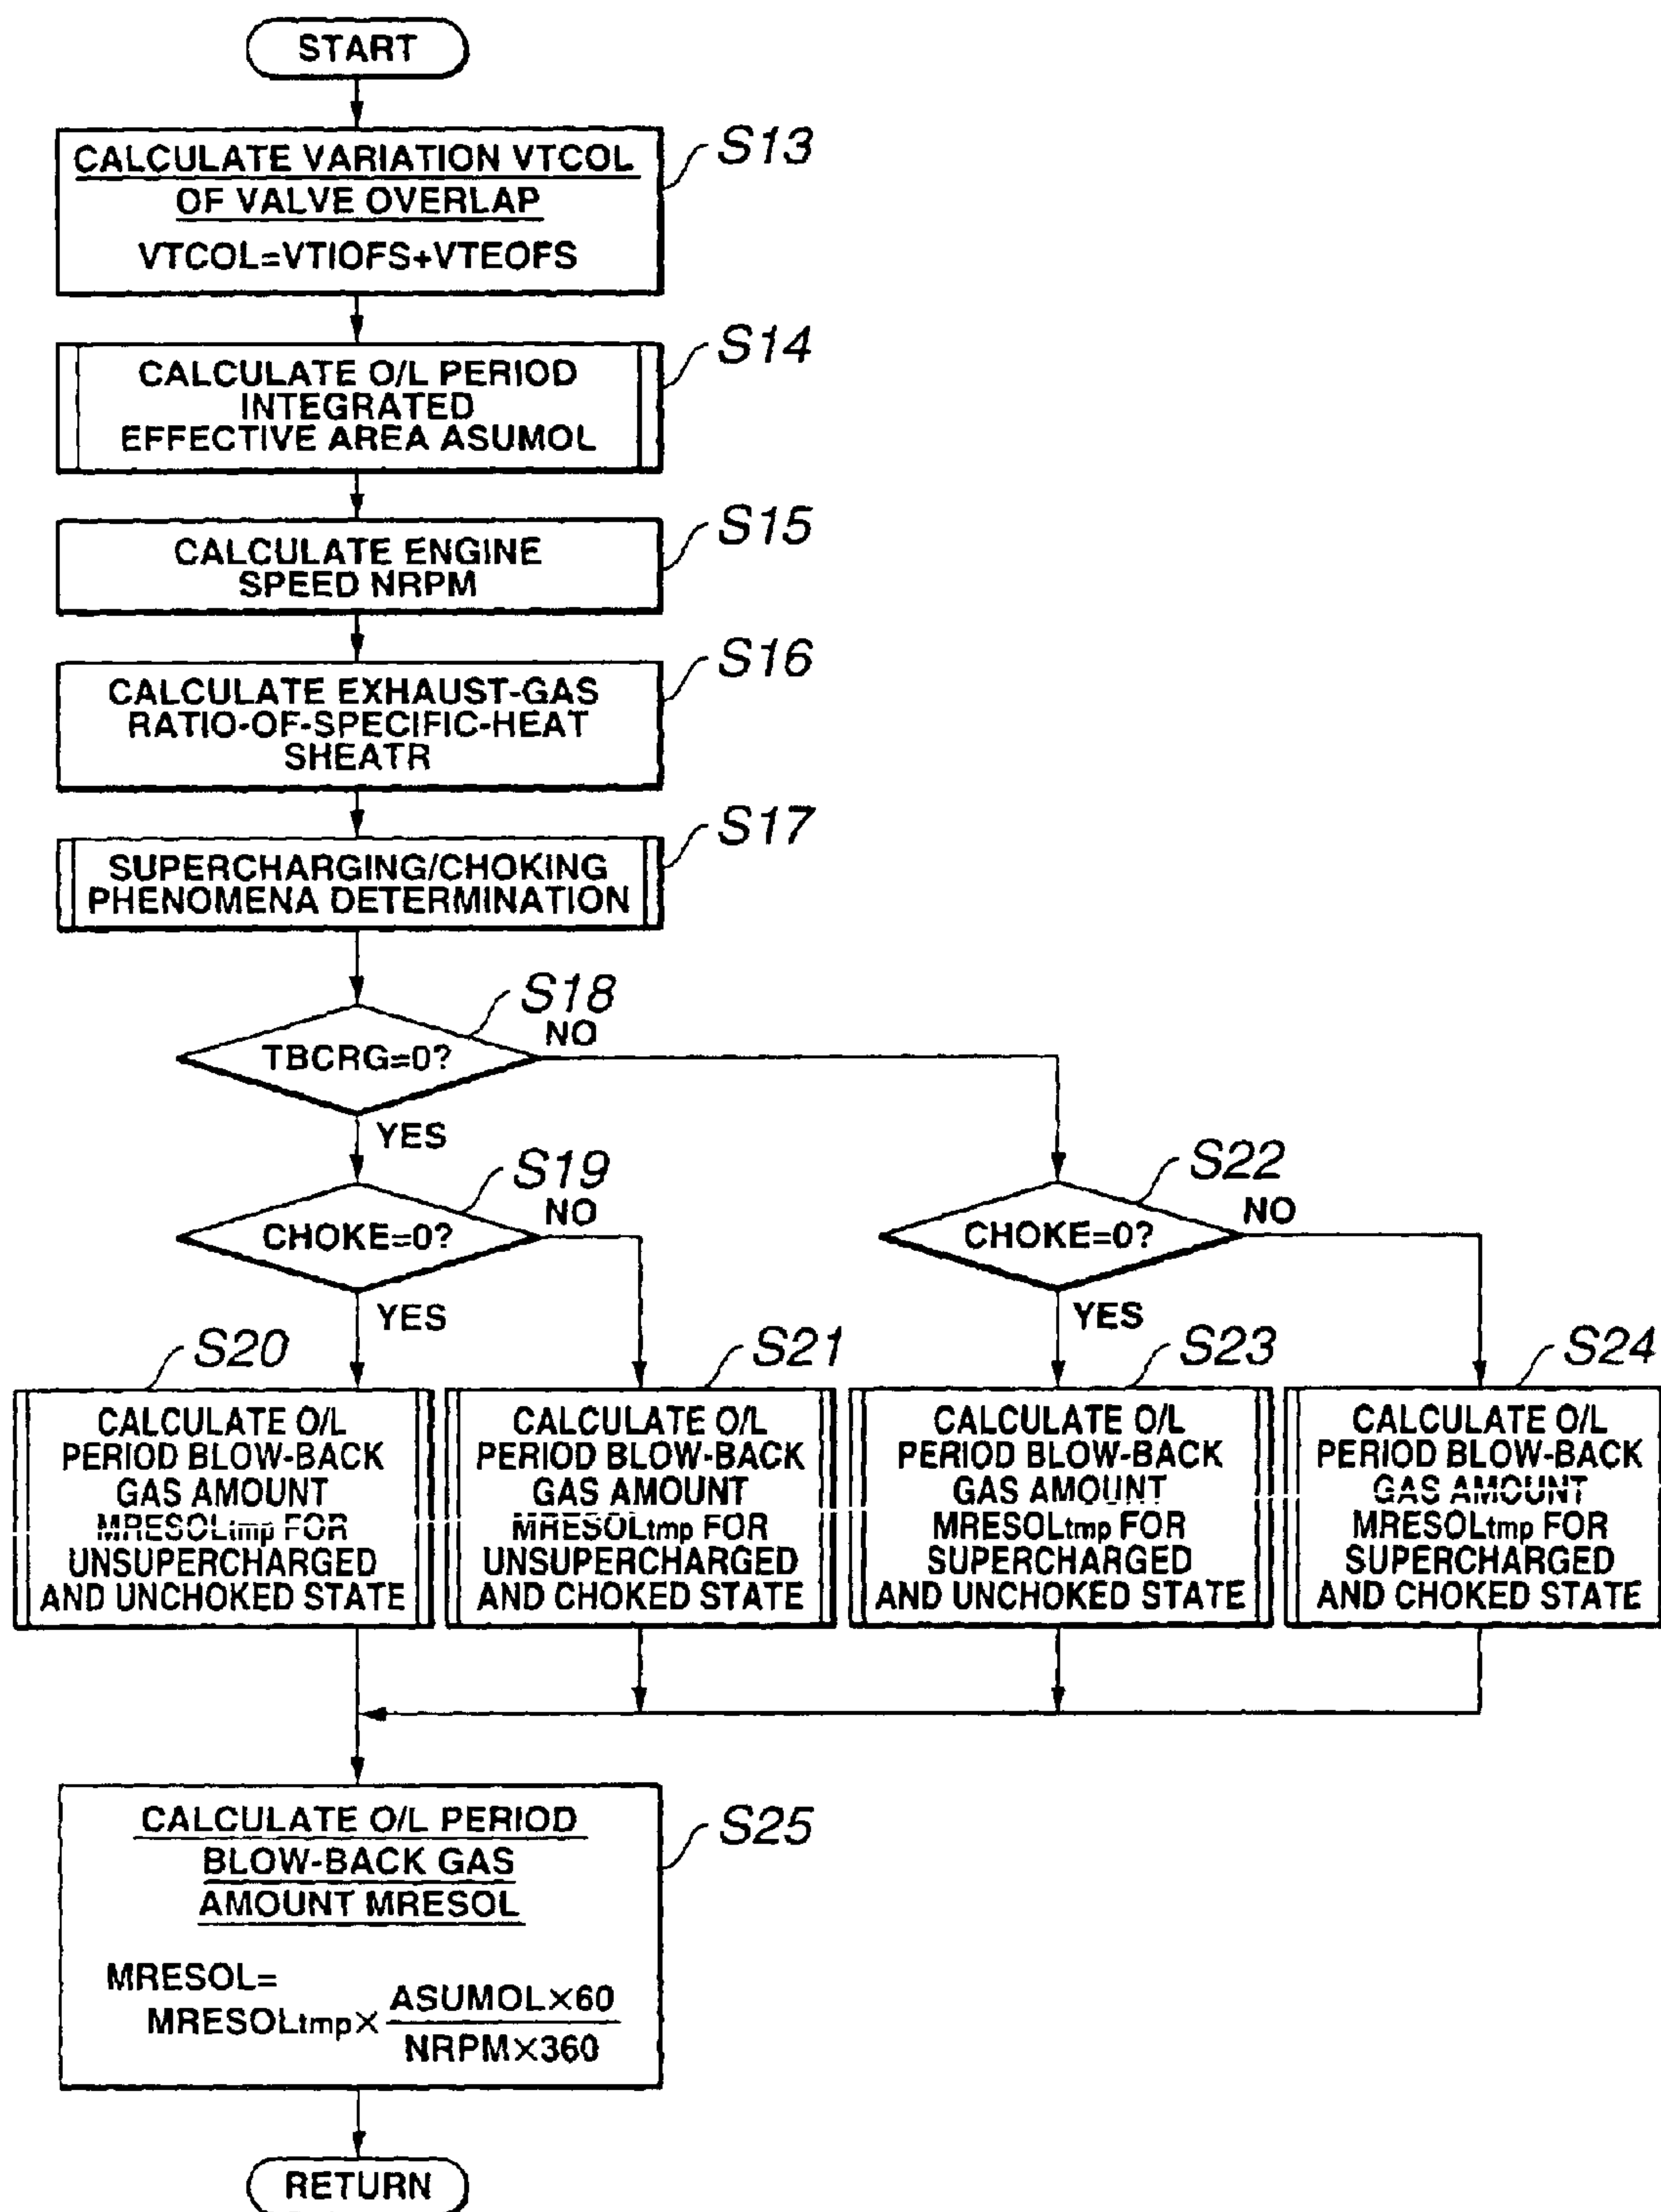 START
CALCULATE VARIATION VTCOL
OF VALVE OVERLAP
VTCOL=VTIOFS+VTEOFS
S13
CALCULATE O/L PERIOD
INTEGRATED
EFFECTIVE AREA ASUMOL
S14
CALCULATE ENGINE
SPEED NRPM
S15
CALCULATE EXHAUST-GAS
RATIO-OF-SPECIFIC-HEAT
SHEATR
S16
SUPERCHARGING/CHOKING
PHENOMENA DETERMINATION
S17
TBCRG=0?
S18
NO
YES
CHOKE=0?
S19
NO
YES
CHOKE=0?
S22
NO
YES
S20
CALCULATE O/L
PERIOD BLOW-BACK
GAS AMOUNT
MRESOLtmp FOR
UNSUPERCHARGED
AND UNCHOKED STATE
S21
CALCULATE O/L
PERIOD BLOW-BACK
GAS AMOUNT
MRESOLtmp FOR
UNSUPERCHARGED
AND CHOKED STATE
S23
CALCULATE O/L
PERIOD BLOW-BACK
GAS AMOUNT
MRESOLtmp FOR
SUPERCHARGED
AND UNCHOKED STATE
S24
CALCULATE O/L
PERIOD BLOW-BACK
GAS AMOUNT
MRESOLtmp FOR
SUPERCHARGED
AND CHOKED STATE
CALCULATE O/L PERIOD
BLOW-BACK GAS
AMOUNT MRESOL
S25
MRESOL=
MRESOLtmp×
ASUMOL×60
NRPM×360
RETURN